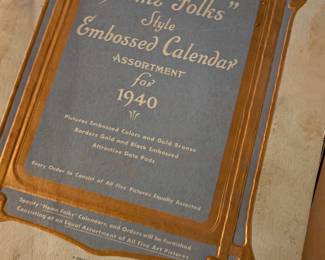 Folks"
Style
Embossed Calendar
ASSORTMENT
for
1940
Pictures Embossed Colors and Gold Bronze
Borders Gold and Black Embossed
Attractive Date Pads
Every Order to Consist of All Five Pictures Equally Assorted
Specify "Home Folks" Calendars, and Orders will be Furnished
Consisting of an Equal Assortment of All Five Art Pictures